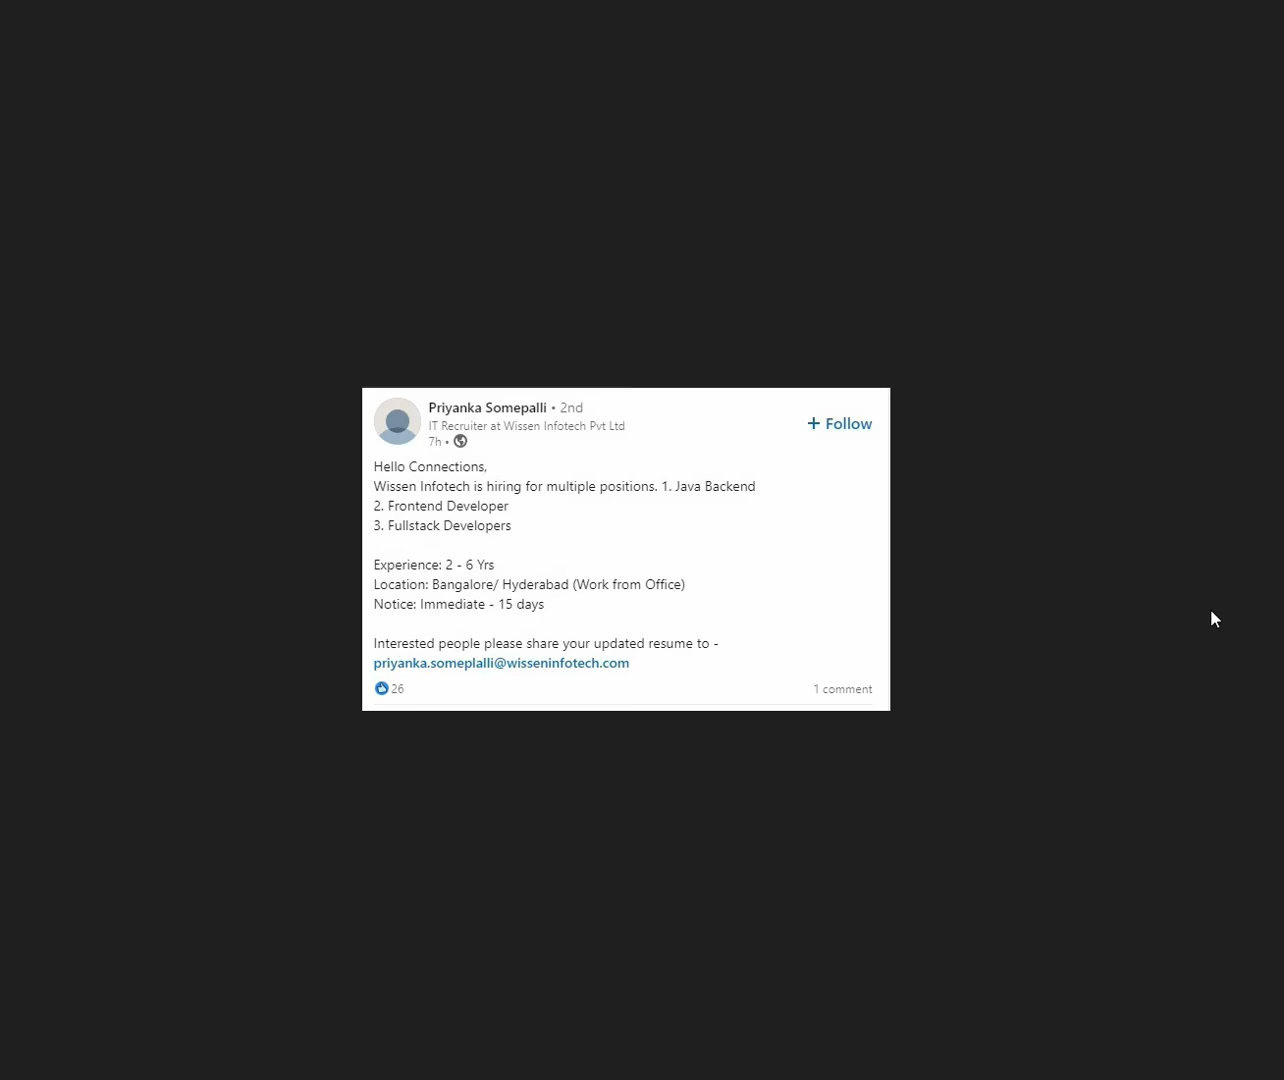 Priyanka Somepalli • 2nd
IT Recruiter at Wissen Infotech Pvt Ltd
7h •
+ Follow
Hello Connections,
Wissen Infotech is hiring for multiple positions. 1. Java Backend
2. Frontend Developer
3. Fullstack Developers
Experience: 2 - 6 Yrs
Location: Bangalore/ Hyderabad (Work from Office)
Notice: Immediate - 15 days
Interested people please share your updated resume to -
priyanka.someplalli@wisseninfotech.com
26
1 comment